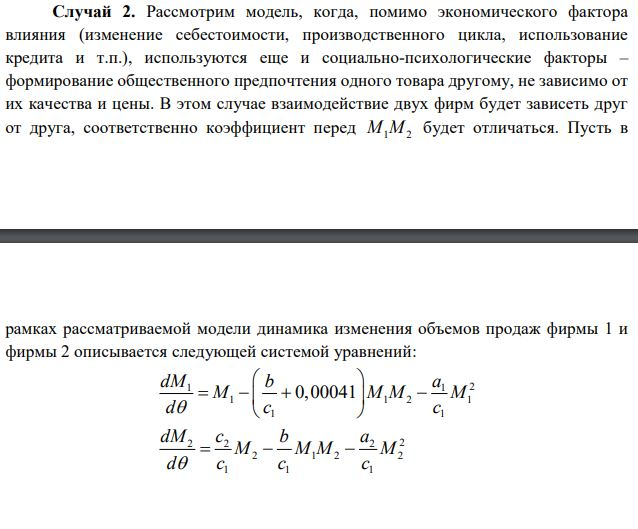 Случай 2. Рассмотрим модель, когда, помимо экономического фактора
влияния (изменение себестоимости, производственного цикла, использование
кредита и т.п.), используются еще и социально-психологические факторы –
формирование общественного предпочтения одного товара другому, не зависимо от
их качества и цены. В этом случае взаимодействие двух фирм будет зависеть друг
от друга, соответственно коэффициент перед M₁M₂ будет отличаться. Пусть в
рамках рассматриваемой модели динамика изменения объемов продаж фирмы 1 и
фирмы 2 описывается следующей системой уравнений:
dM₁/dθ = M₁ − (b/c₁ + 0,00041) M₁M₂ − a₁/c₁ M₁²
dM₂/dθ = c₂/c₁ M₂ − b/c₁ M₁M₂ − a₂/c₁ M₂²